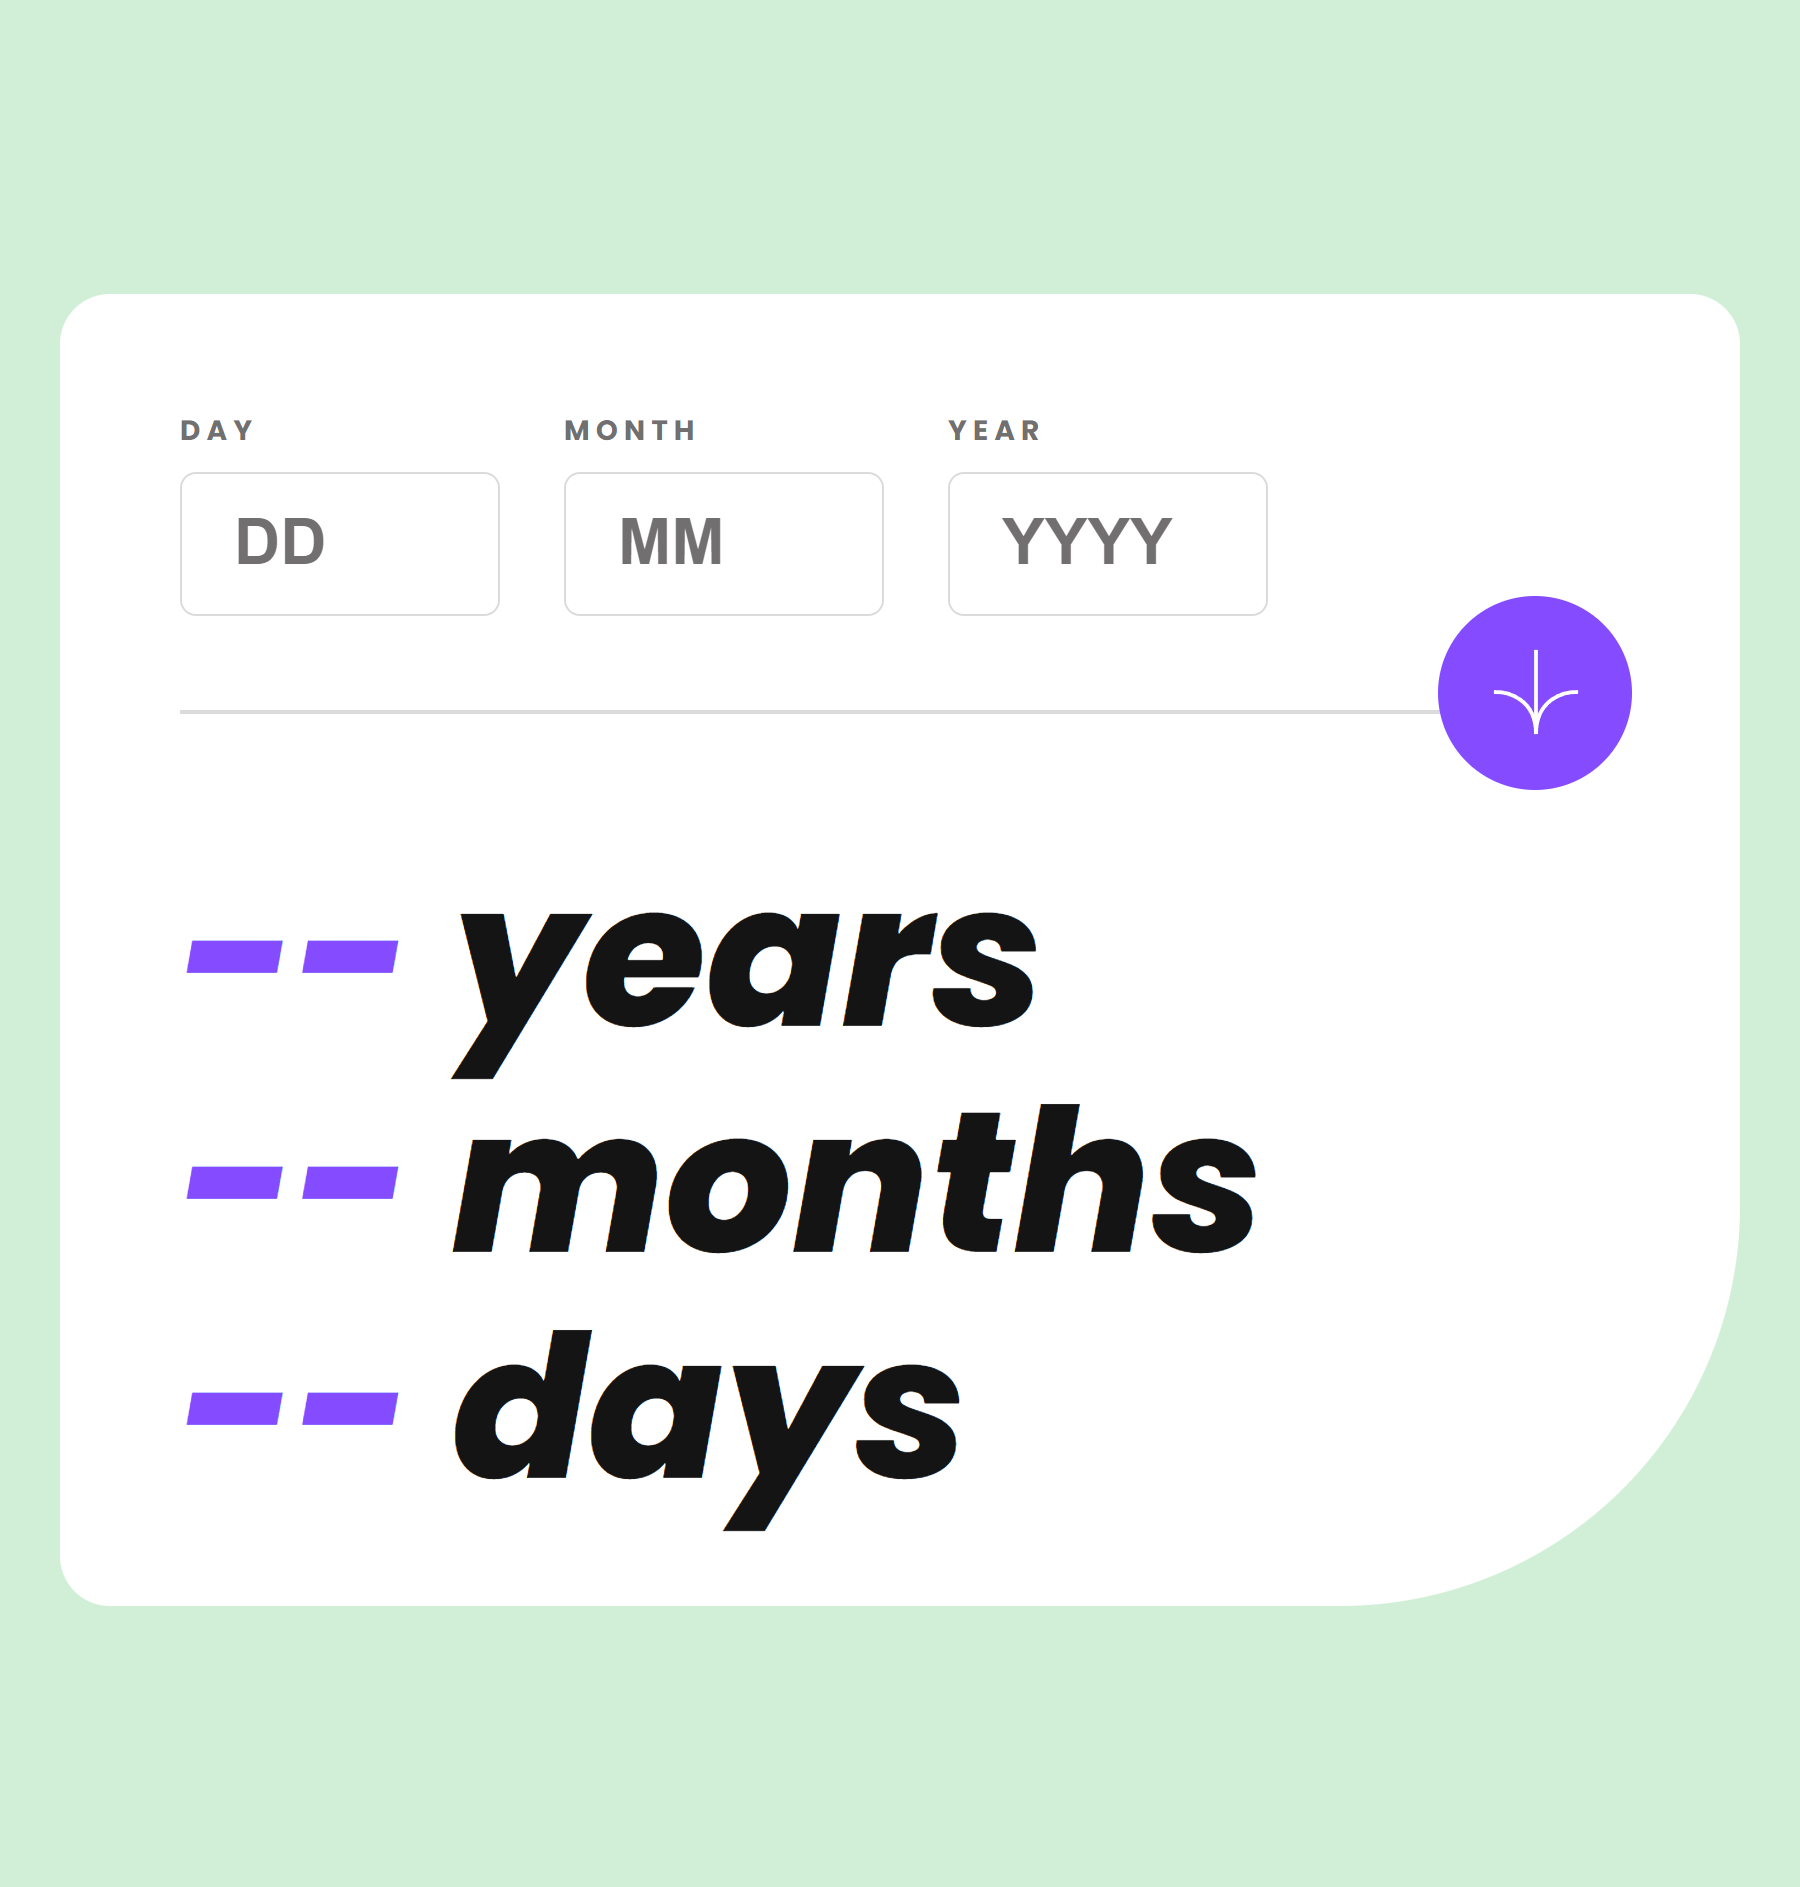 DAY MONTH YEAR
DD MM YYYY
-- years
-- months
-- days